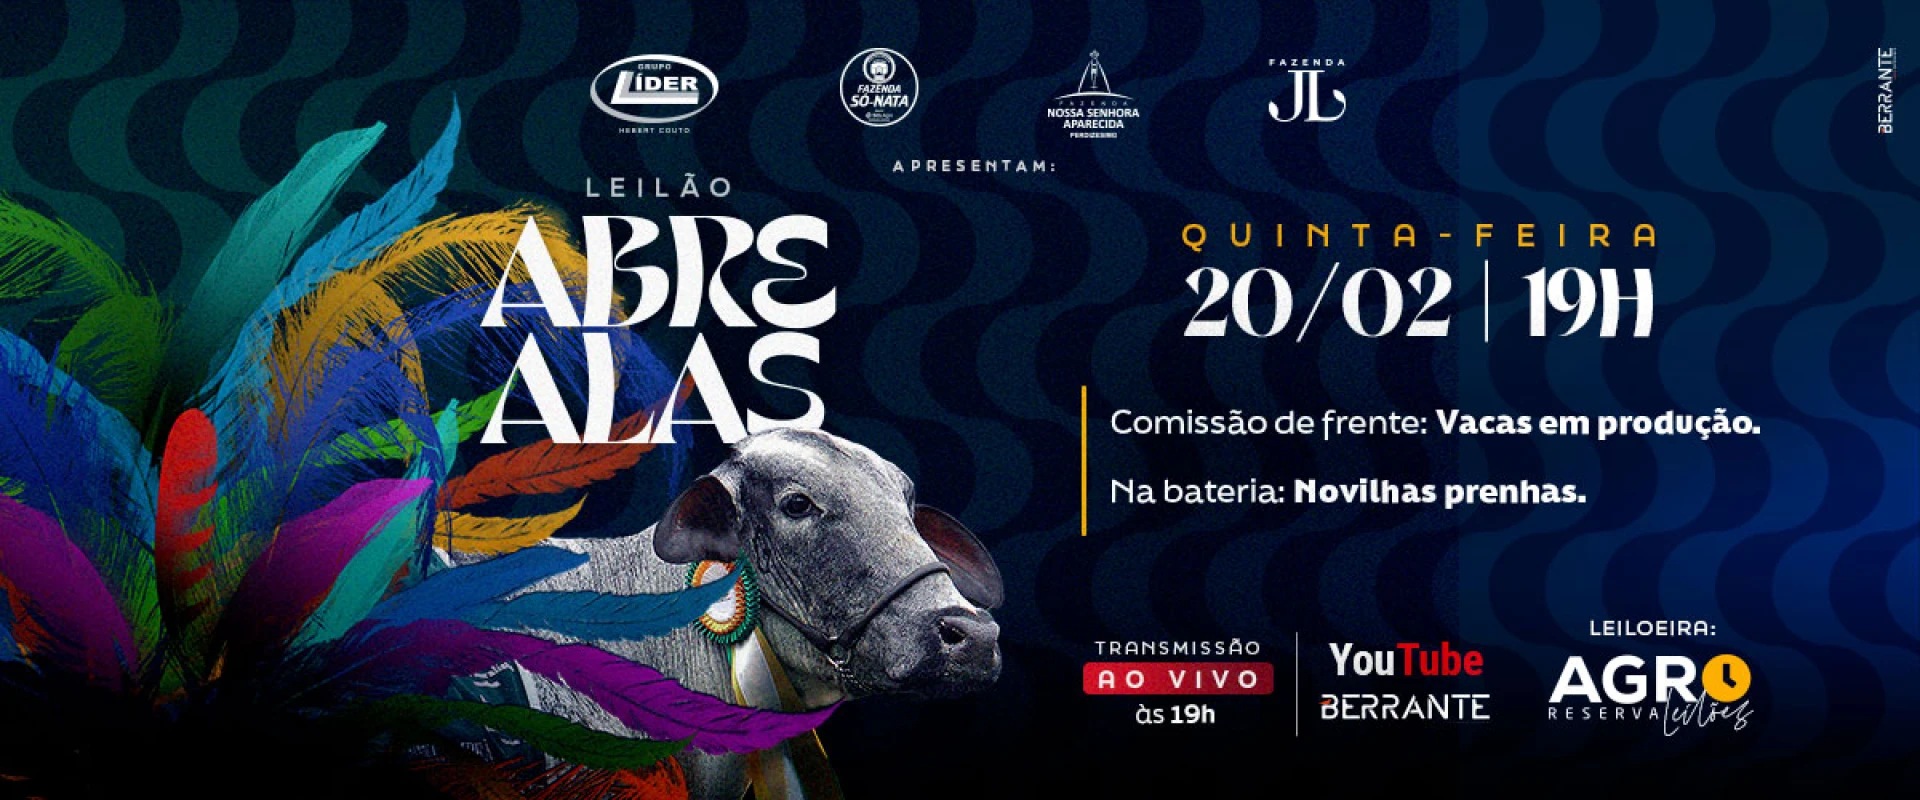 GRUPO
LÍDER
HEBERT COUTO
FAZENDA
SÓ-NATA
FAZENDA
NOSSA SENHORA
APARECIDA
PERDIZES/MG
FAZENDA
JL
BERRANTE
APRESENTAM:
LEILÃO
ABRE
ALAS
QUINTA-FEIRA
20/02 | 19H
Comissão de frente: Vacas em produção.
Na bateria: Novilhas prenhas.
TRANSMISSÃO
AO VIVO
às 19h
YouTube
BERRANTE
LEILOEIRA:
AGRO
RESERVA leilões